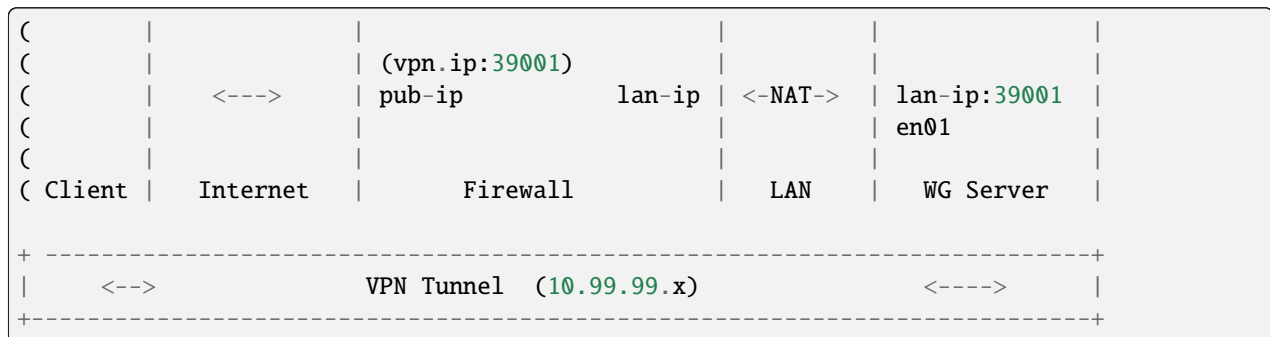 (        |              |                         |          |               |
(        |              | (vpn.ip:39001)          |          |               |
(        |    <--->     | pub-ip           lan-ip | <-NAT->  | lan-ip:39001  |
(        |              |                         |          | en01          |
(        |              |                         |          |               |
( Client |   Internet   |       Firewall          |   LAN    |   WG Server   |
+ ---------------------------------------------------------------------------+
|     <-->               VPN Tunnel  (10.99.99.x)                <---->      |
+----------------------------------------------------------------------------+